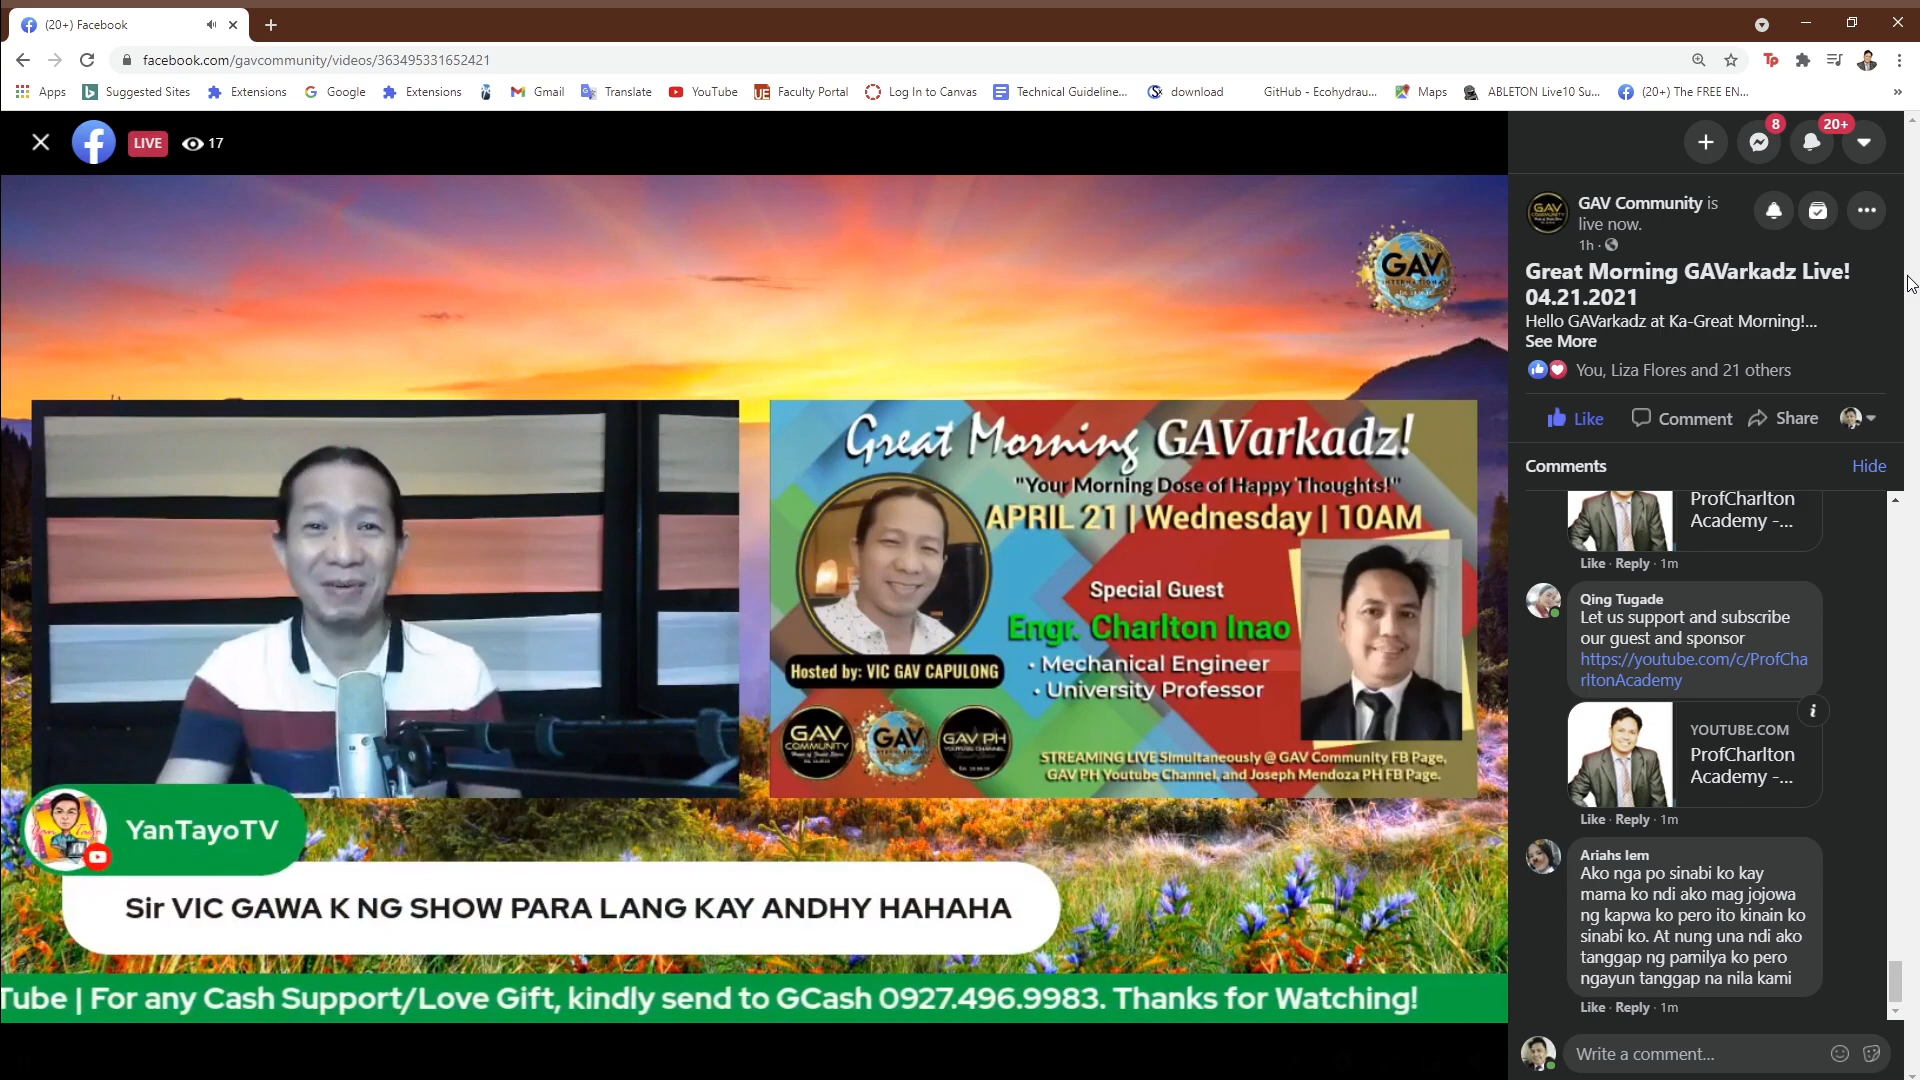 (20+) Facebook
facebook.com/gavcommunity/videos/363495331652421
Apps
Suggested Sites
Extensions
Google
Extensions
Gmail
Translate
YouTube
Faculty Portal
Log In to Canvas
Technical Guideline...
download
GitHub - Ecohydrau...
Maps
ABLETON Live10 Su...
(20+) The FREE EN...
LIVE
17
8
20+
GAV
INTERNATIONAL
Great Morning GAVarkadz!
"Your Morning Dose of Happy Thoughts!"
APRIL 21 | Wednesday | 10AM
Special Guest
Engr. Charlton Inao
• Mechanical Engineer
• University Professor
Hosted by: VIC GAV CAPULONG
GAV
COMMUNITY
GAV
GAV PH
STREAMING LIVE Simultaneously @ GAV Community FB Page,
GAV PH Youtube Channel, and Joseph Mendoza PH FB Page.
YanTayoTV
Sir VIC GAWA K NG SHOW PARA LANG KAY ANDHY HAHAHA
Tube | For any Cash Support/Love Gift, kindly send to GCash 0927.496.9983. Thanks for Watching!
GAV Community is
live now.
1h ·
Great Morning GAVarkadz Live!
04.21.2021
Hello GAVarkadz at Ka-Great Morning!...
See More
You, Liza Flores and 21 others
Like
Comment
Share
Comments
Hide
ProfCharlton
Academy -...
Like · Reply · 1m
Qing Tugade
Let us support and subscribe
our guest and sponsor
https://youtube.com/c/ProfCha
rltonAcademy
YOUTUBE.COM
ProfCharlton
Academy -...
Like · Reply · 1m
Ariahs Iem
Ako nga po sinabi ko kay
mama ko ndi ako mag jojowa
ng kapwa ko pero ito kinain ko
sinabi ko. At nung una ndi ako
tanggap ng pamilya ko pero
ngayun tanggap na nila kami
Like · Reply · 1m
Write a comment...